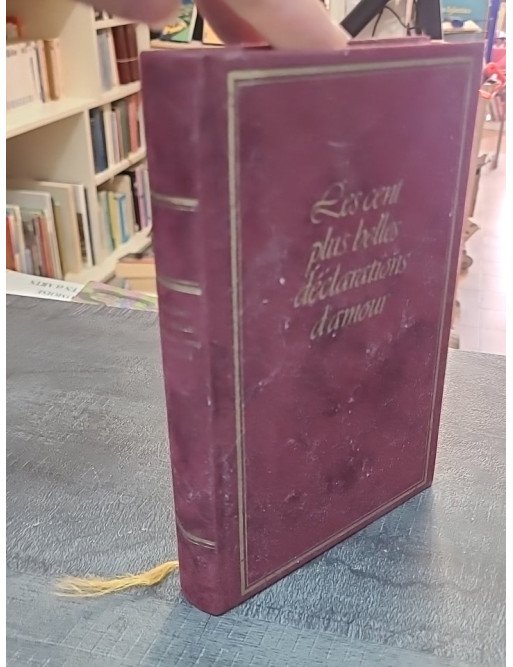 Les cent
plus belles
déclarations
d'amour